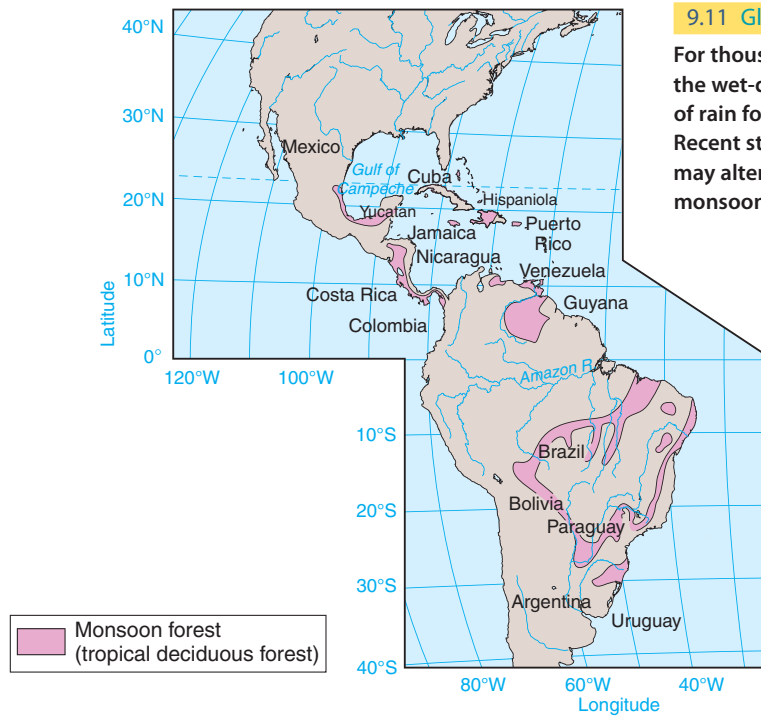 9.11 Gl
For thous
the wet-d
of rain fo
Recent st
may alter
monsoon
40°N
30°N
20°N
10°N
0°
Latitude
120°W
100°W
Mexico
Gulf of
Campeche
Cuba
Hispaniola
Yucatán
Jamaica
Puerto
Rico
Nicaragua
Venezuela
Costa Rica
Guyana
Colombia
Amazon R.
10°S
Brazil
20°S
Bolivia
Paraguay
30°S
Argentina
Uruguay
40°S
80°W
60°W
40°W
Longitude
Monsoon forest
(tropical deciduous forest)